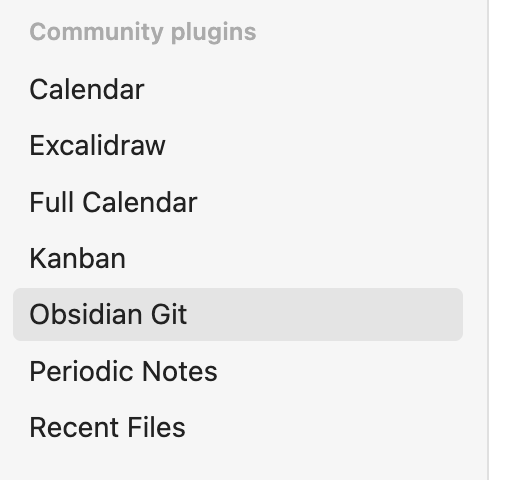 Community plugins
Calendar
Excalidraw
Full Calendar
Kanban
Obsidian Git
Periodic Notes
Recent Files